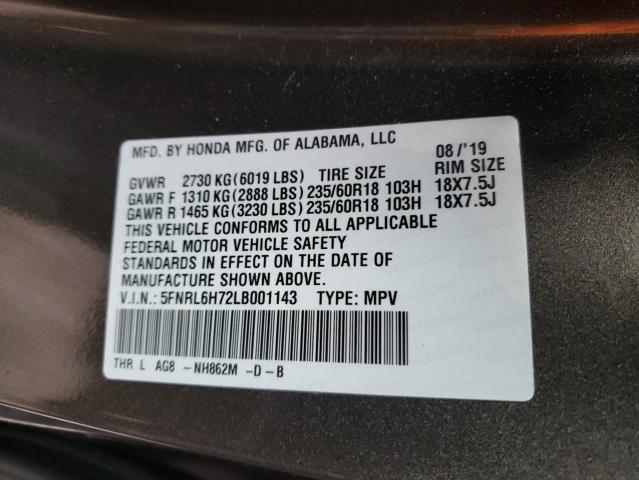 MFD. BY HONDA MFG. OF ALABAMA, LLC 08/'19
GVWR 2730 KG(6019 LBS) TIRE SIZE RIM SIZE
GAWR F 1310 KG(2888 LBS)235/60R18 103H 18X7.5J
GAWR R 1465 KG(3230 LBS)235/60R18 103H 18X7.5J
THIS VEHICLE CONFORMS TO ALL APPLICABLE
FEDERAL MOTOR VEHICLE SAFETY
STANDARDS IN EFFECT ON THE DATE OF
MANUFACTURE SHOWN ABOVE.
V.I.N.: 5FNRL6H72LB001143 TYPE: MPV
THR L AG8 -NH862M -D-B